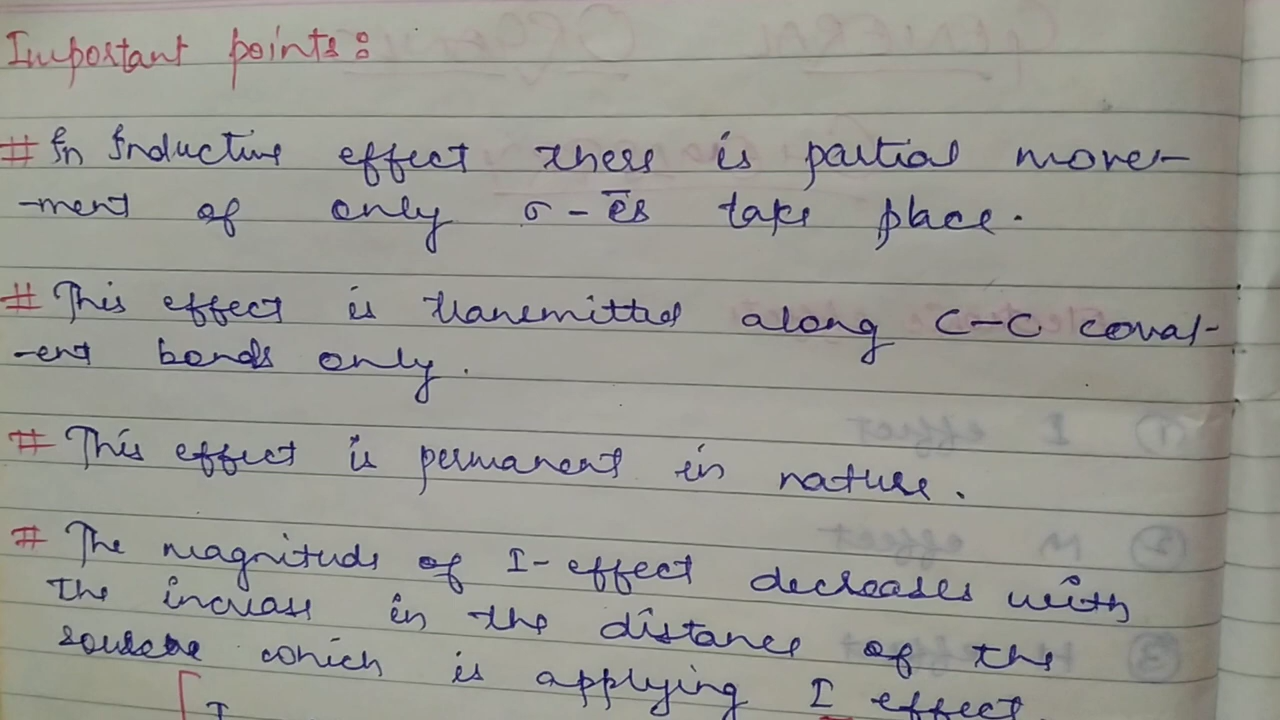 Important points:
# In Inductive effect there is partial move-
-ment of only σ - ēs take place.
# This effect is transmitted along C-C coval-
-ent bonds only.
# This effect is permanent in nature.
# The magnitude of I-effect decreases with
the increase in the distance of the
source which is applying I effect.
I